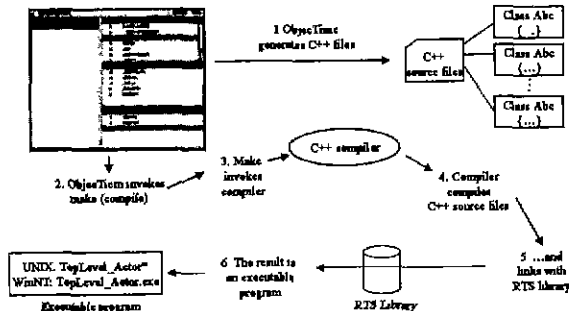 1 ObjecTime
generates C++ files
C++
source files
Class Abc
{...}
Class Abc
{...}
Class Abc
{...}
2. ObjecTime invokes
make (compile)
3. Make
invokes
compiler
C++ compiler
4. Compiler
compiles
C++ source files
5 ...and
links with
RTS library
RTS Library
6 The result is
an executable
program
UNIX. TopLevel_Actor*
WinNT: TopLevel_Actor.exe
Executable program